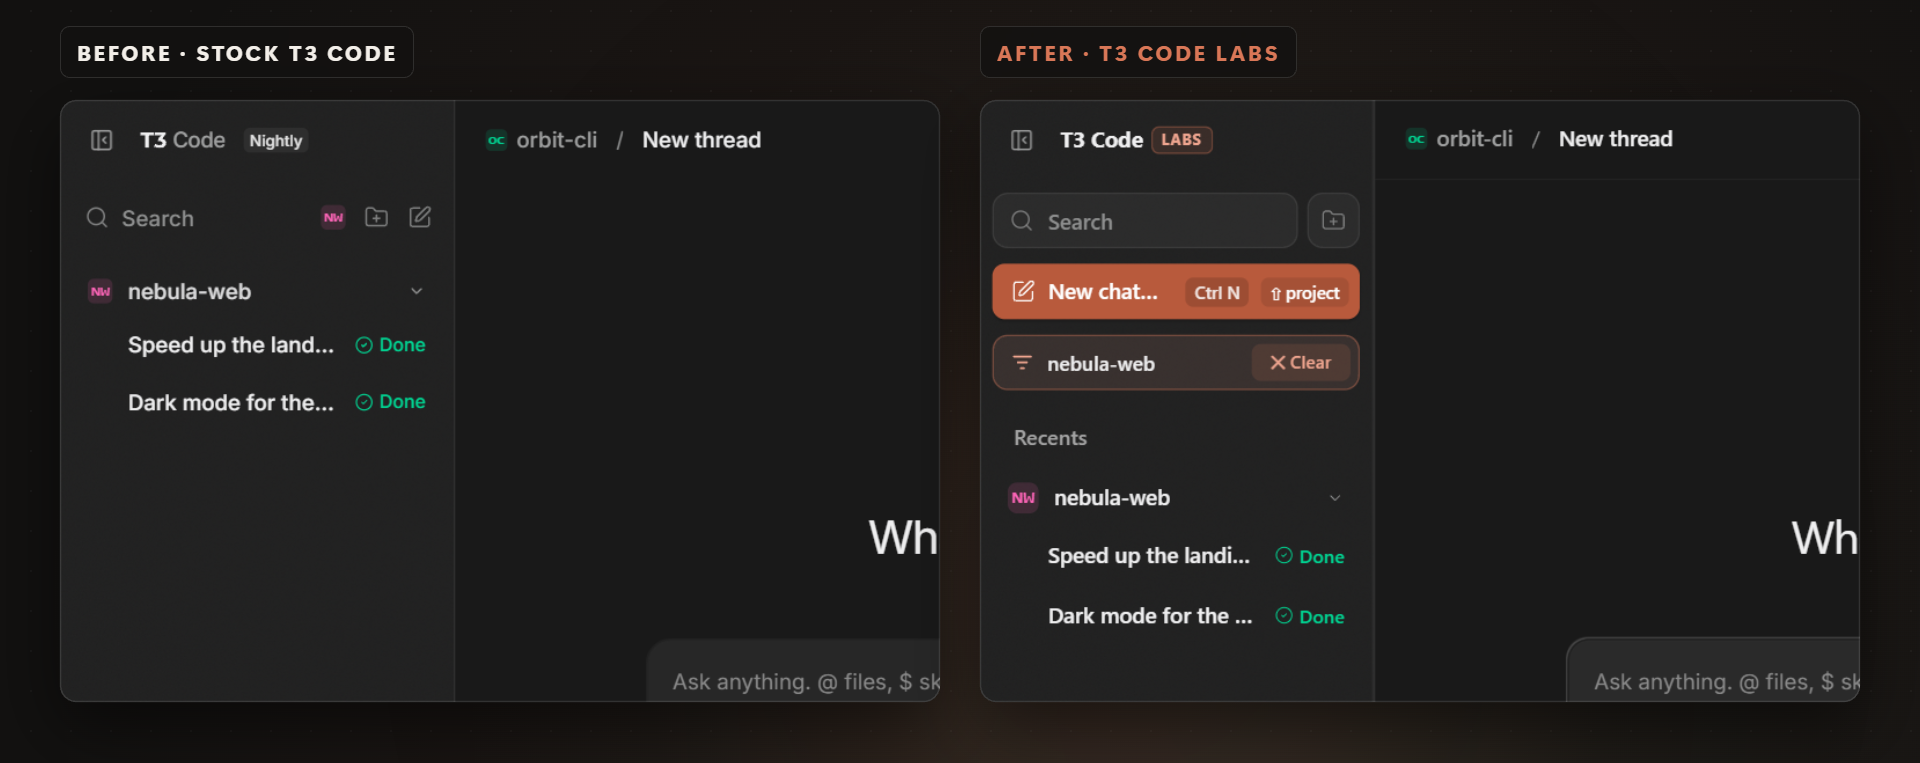 BEFORE · STOCK T3 CODE
T3 Code Nightly
OC orbit-cli / New thread
Search NW
NW nebula-web
Speed up the land... Done
Dark mode for the... Done
Wh
Ask anything. @ files, $ sk
AFTER · T3 CODE LABS
T3 Code LABS
OC orbit-cli / New thread
Search
New chat... Ctrl N ⇧ project
nebula-web Clear
Recents
NW nebula-web
Speed up the landi... Done
Dark mode for the ... Done
Wh
Ask anything. @ files, $ sk